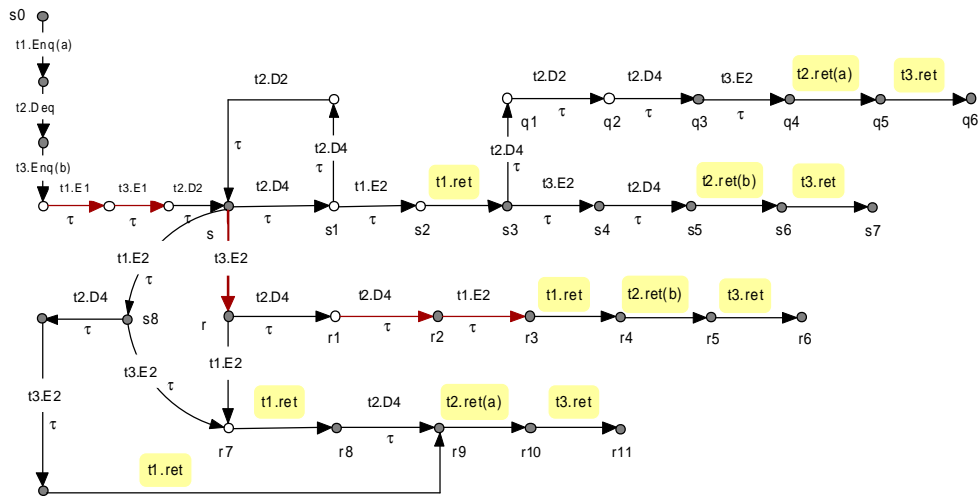 s0
t1.Enq(a)
t2.Deq
t3.Enq(b)
t1.E1 t3.E1 t2.D2
τ τ τ
t2.D2
τ
t2.D4
τ
s
t2.D4
τ
s1
t1.E2
τ
s2
t1.ret
s3
t2.D4
τ
q1
t2.D2
τ
q2
t2.D4
τ
q3
t3.E2
τ
q4
t2.ret(a)
q5
t3.ret
q6
t3.E2
τ
s4
t2.D4
τ
s5
t2.ret(b)
s6
t3.ret
s7
t1.E2
τ
t3.E2
t2.D4
τ
s8
r
t2.D4
τ
r1
t2.D4
τ
r2
t1.E2
τ
r3
t1.ret
r4
t2.ret(b)
r5
t3.ret
r6
t3.E2
τ
t3.E2
τ
t1.E2
r7
t1.ret
r8
t2.D4
τ
r9
t2.ret(a)
r10
t3.ret
r11
t1.ret